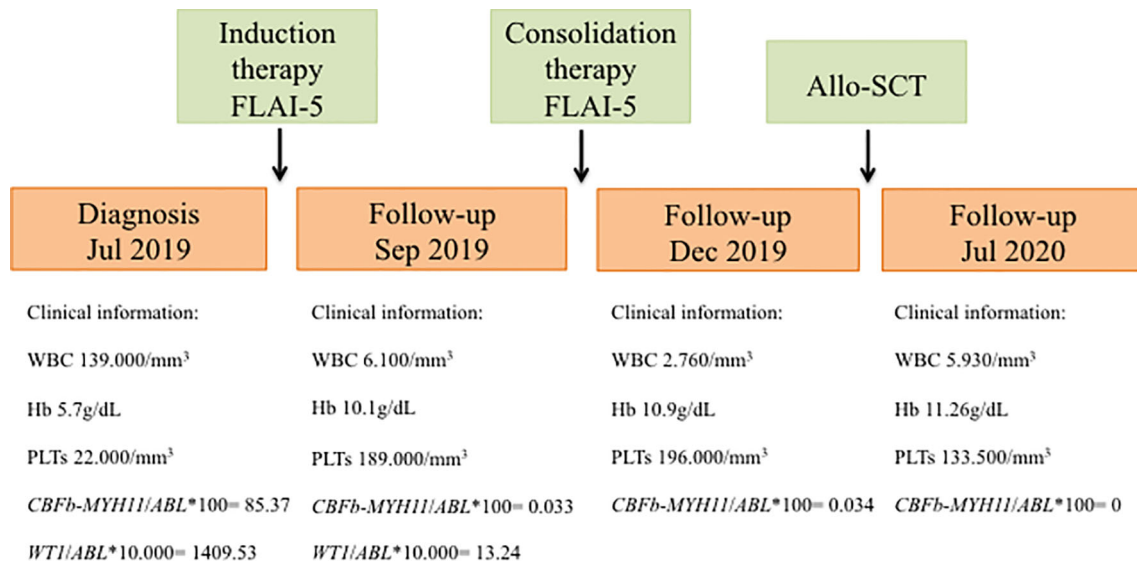 Induction
therapy
FLAI-5
Consolidation
therapy
FLAI-5
Allo-SCT
Diagnosis
Jul 2019
Follow-up
Sep 2019
Follow-up
Dec 2019
Follow-up
Jul 2020
Clinical information:
WBC 139.000/mm³
Hb 5.7g/dL
PLTs 22.000/mm³
CBFb-MYH11/ABL*100= 85.37
WT1/ABL*10.000= 1409.53
Clinical information:
WBC 6.100/mm³
Hb 10.1g/dL
PLTs 189.000/mm³
CBFb-MYH11/ABL*100= 0.033
WT1/ABL*10.000= 13.24
Clinical information:
WBC 2.760/mm³
Hb 10.9g/dL
PLTs 196.000/mm³
CBFb-MYH11/ABL*100= 0.034
Clinical information:
WBC 5.930/mm³
Hb 11.26g/dL
PLTs 133.500/mm³
CBFb-MYH11/ABL*100= 0